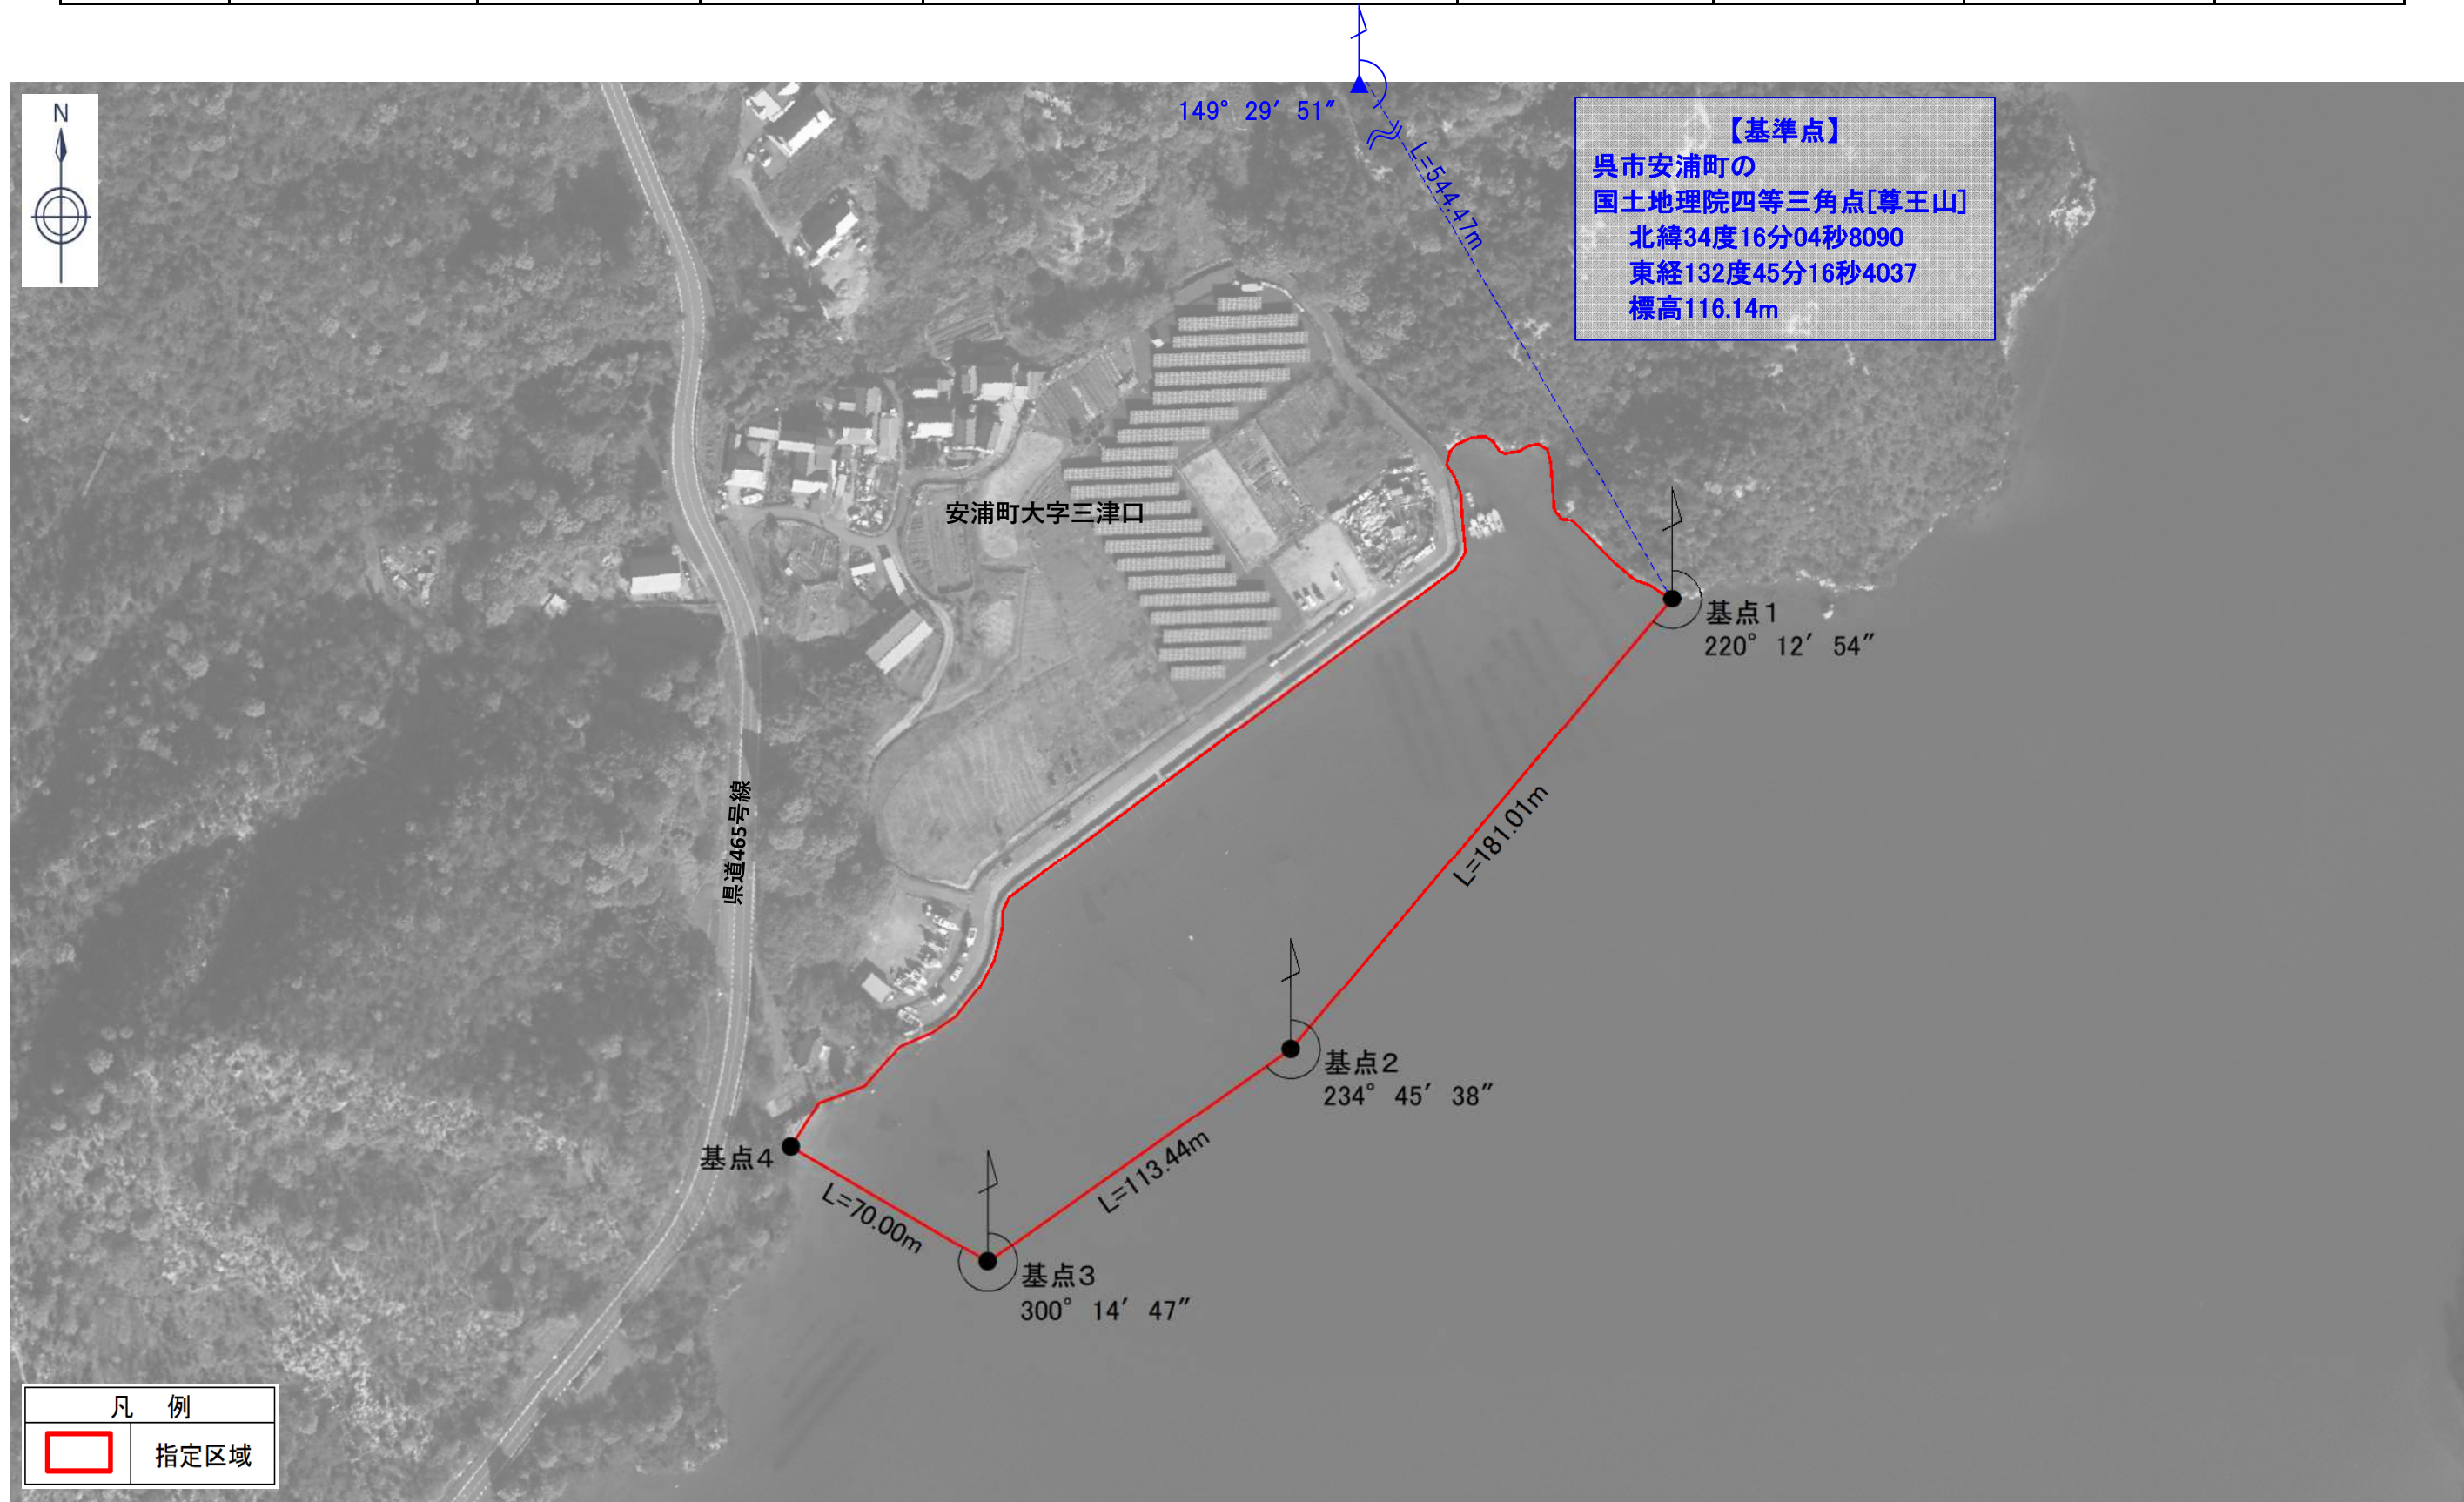 149° 29′ 51″
N
L=544.47m
【基準点】
呉市安浦町の
国土地理院四等三角点[尊王山]
北緯34度16分04秒8090
東経132度45分16秒4037
標高116.14m
安浦町大字三津口
基点1
220° 12′ 54″
県道465号線
L=181.01m
基点2
234° 45′ 38″
基点4
L=113.44m
L=70.00m
基点3
300° 14′ 47″
凡 例
指定区域